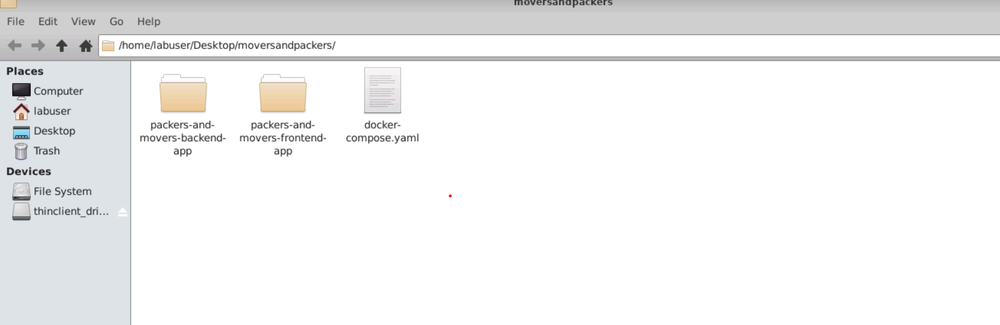 moversandpackers
File Edit View Go Help
/home/labuser/Desktop/moversandpackers/
Places
Computer
labuser
Desktop
Trash
Devices
File System
thinclient_dri...
packers-and-
movers-backend-
app
packers-and-
movers-frontend-
app
docker-
compose.yaml